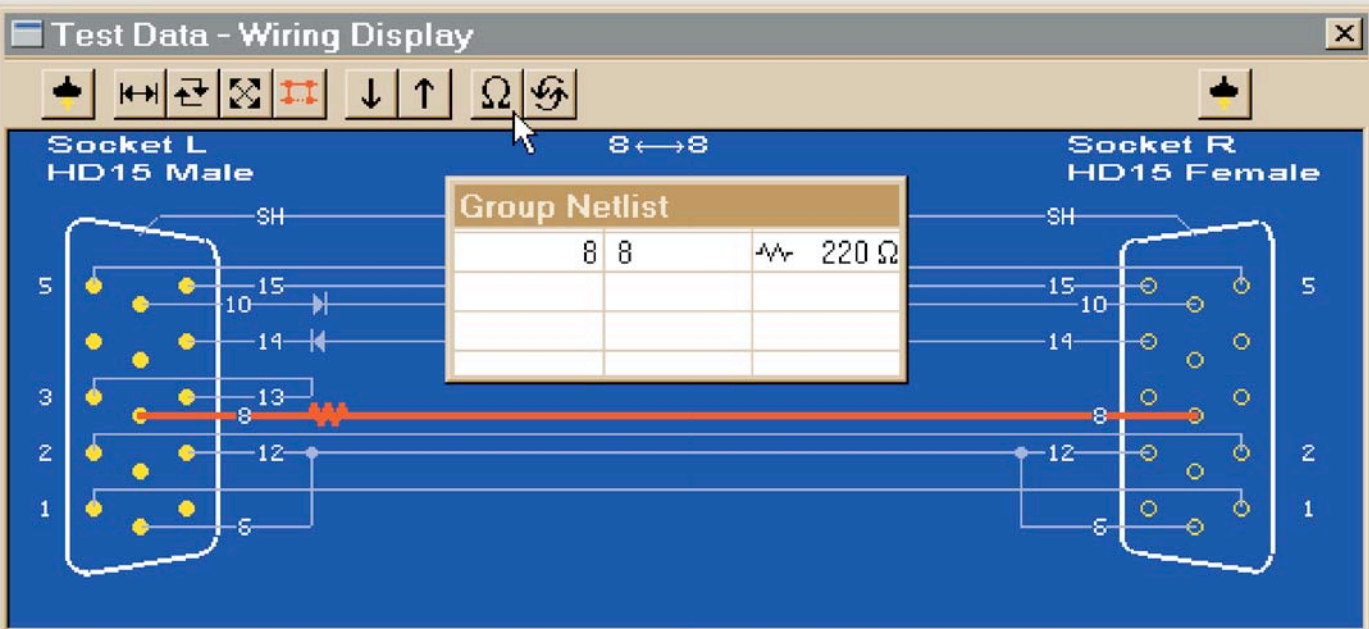 Test Data - Wiring Display
Ω
Socket L
HD15 Male
8←→8
Socket R
HD15 Female
Group Netlist
8 8 220 Ω
SH SH
5 15 15 5
10 10
14 14
3 13
8 8
2 12 12 2
1 1
6 6